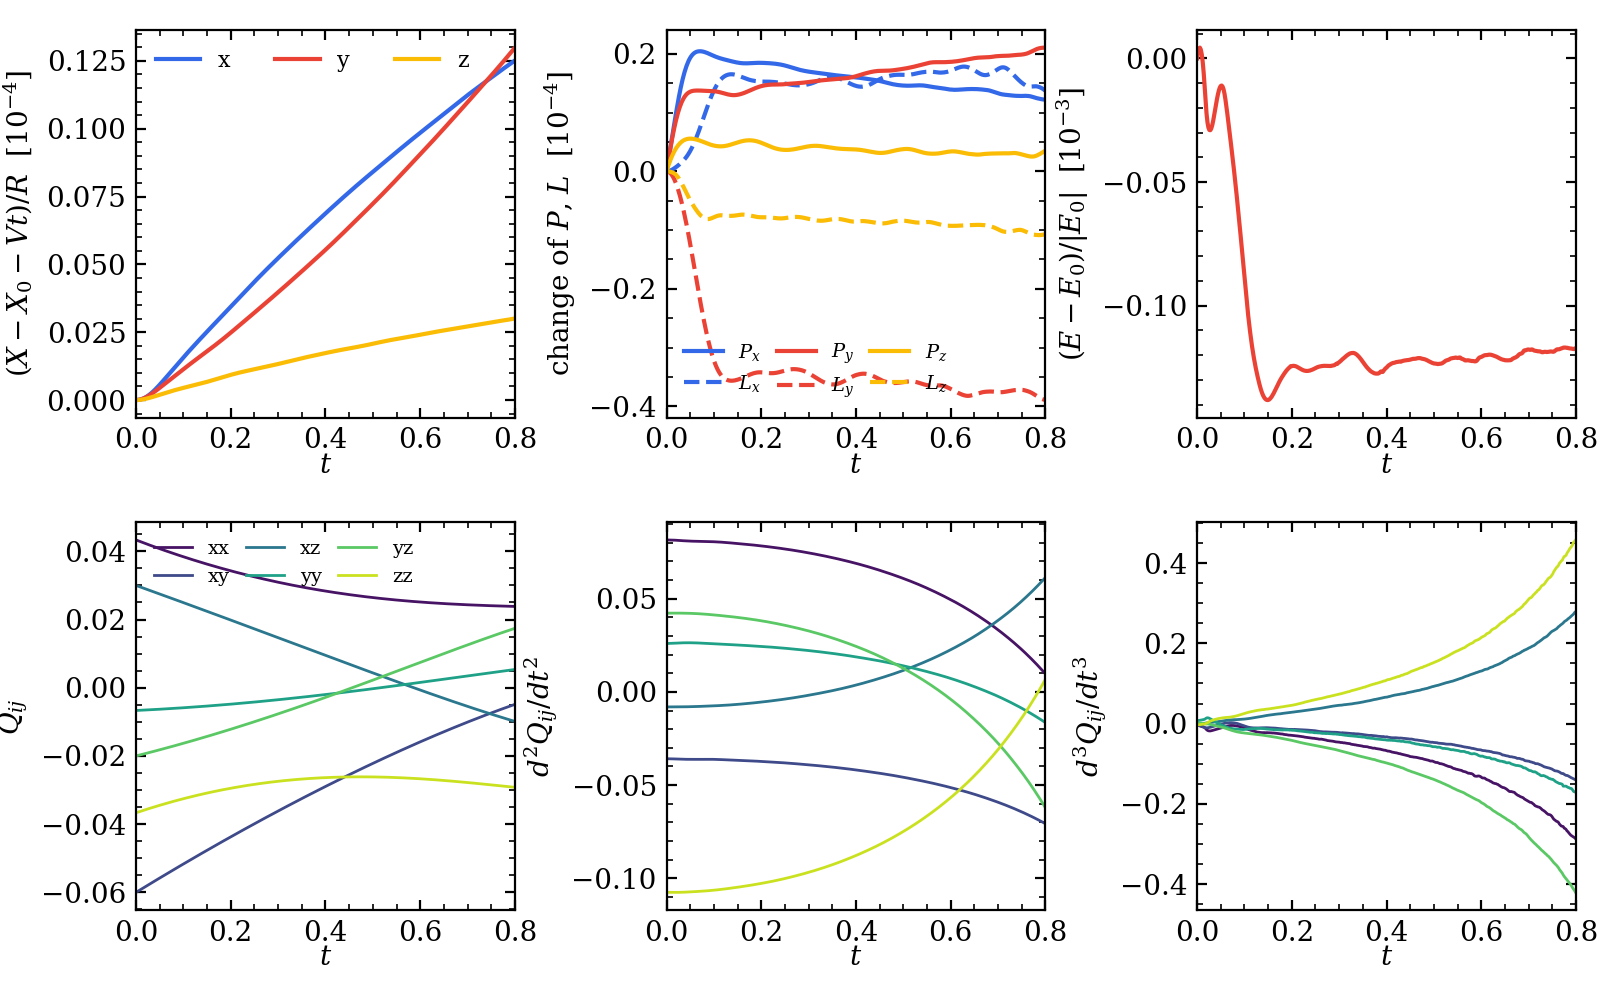 (X − X₀ − Vt)/R [10⁻⁴]
0.125
0.100
0.075
0.050
0.025
0.000
x y z
0.0 0.2 0.4 0.6 0.8
t
change of P, L [10⁻⁴]
0.2
0.0
−0.2
−0.4
Pₓ P_y P_z
Lₓ L_y L_z
0.0 0.2 0.4 0.6 0.8
t
(E − E₀)/|E₀| [10⁻³]
0.00
−0.05
−0.10
0.0 0.2 0.4 0.6 0.8
t
Q_ij
0.04
0.02
0.00
−0.02
−0.04
−0.06
xx xz yz
xy yy zz
0.0 0.2 0.4 0.6 0.8
t
d²Q_ij/dt²
0.05
0.00
−0.05
−0.10
0.0 0.2 0.4 0.6 0.8
t
d³Q_ij/dt³
0.4
0.2
0.0
−0.2
−0.4
0.0 0.2 0.4 0.6 0.8
t